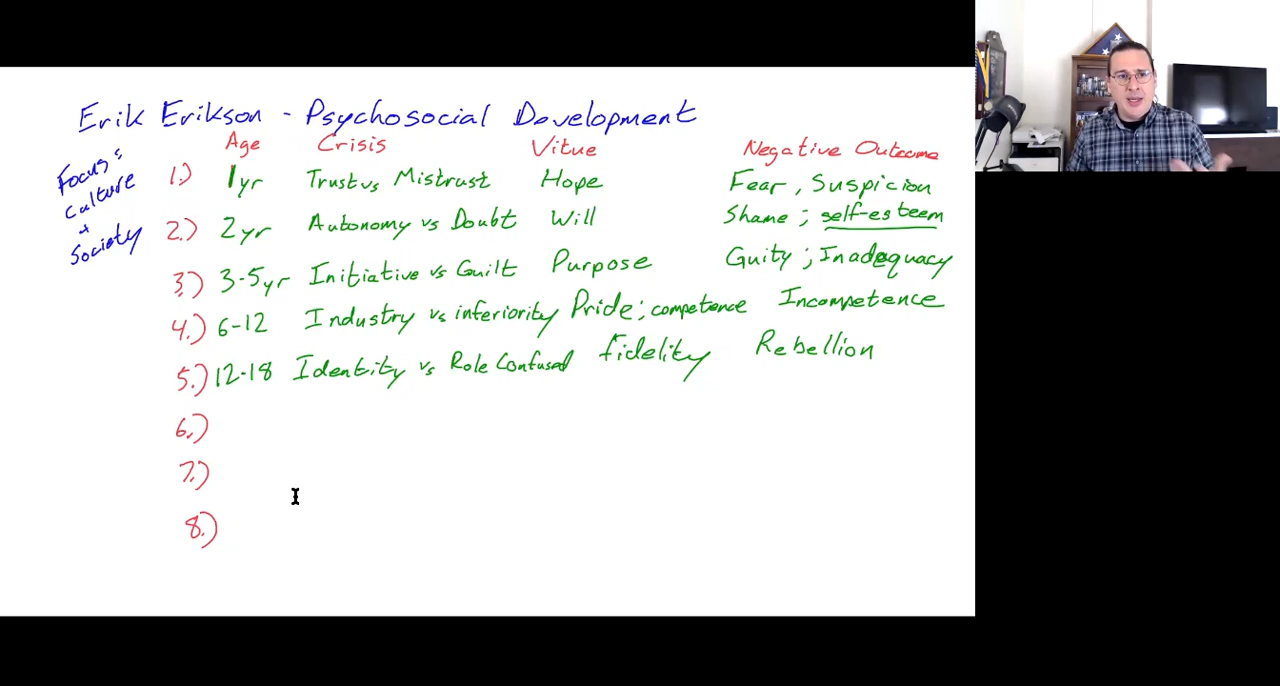 Erik Erikson - Psychosocial Development
Focus:
Culture
+
Society
Age Crisis Vitue Negative Outcome
1.) 1yr Trust vs Mistrust Hope Fear, Suspicion
2.) 2yr Autonomy vs Doubt Will Shame; self-esteem
3.) 3-5yr Initiative vs Guilt Purpose Guity; Inadequacy
4.) 6-12 Industry vs inferiority Pride; competence Incompetence
5.) 12-18 Identity vs Role Confused fidelity Rebellion
6.)
7.)
8.)